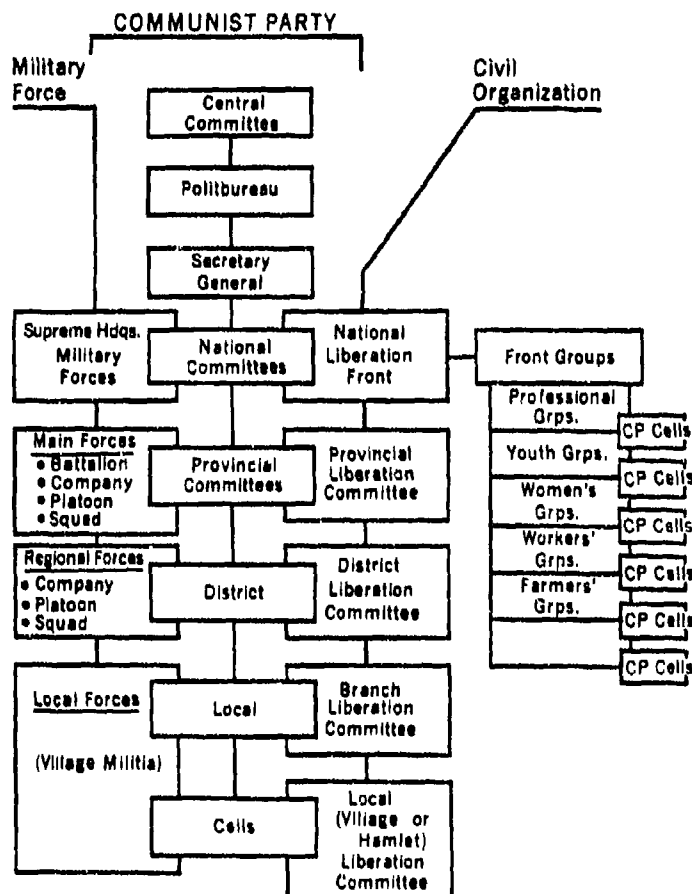 COMMUNIST PARTY
Military
Force
Civil
Organization
Central
Committee
Politbureau
Secretary
General
Supreme Hdqs.
Military
Forces
National
Committees
National
Liberation
Front
Front Groups
Professional
Grps.
CP Cells
Youth Grps.
CP Cells
Women's
Grps.
CP Cells
Workers'
Grps.
CP Cells
Farmers'
Grps.
CP Cells
CP Cells
Main Forces
• Battalion
• Company
• Platoon
• Squad
Provincial
Committees
Provincial
Liberation
Committee
Regional Forces
• Company
• Platoon
• Squad
District
District
Liberation
Committee
Local Forces
(Village Militia)
Local
Branch
Liberation
Committee
Cells
Local
(Village or
Hamlet)
Liberation
Committee